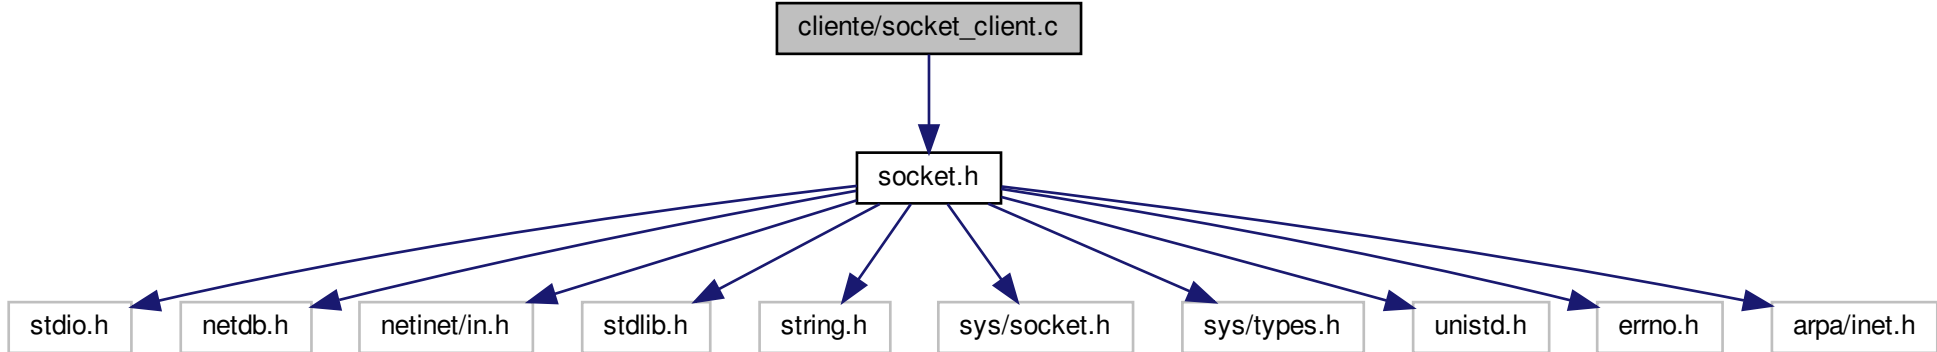 cliente/socket_client.c
socket.h
stdio.h
netdb.h
netinet/in.h
stdlib.h
string.h
sys/socket.h
sys/types.h
unistd.h
errno.h
arpa/inet.h